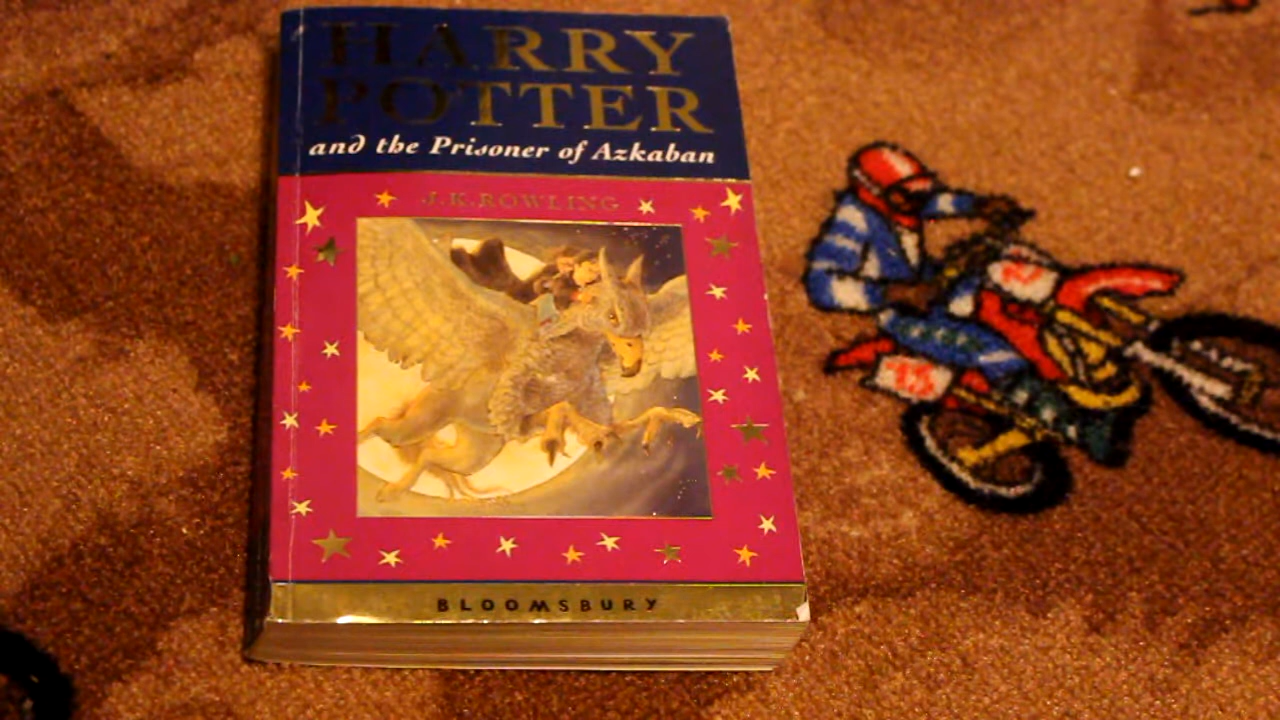 HARRY
POTTER
and the Prisoner of Azkaban
J.K.ROWLING
BLOOMSBURY